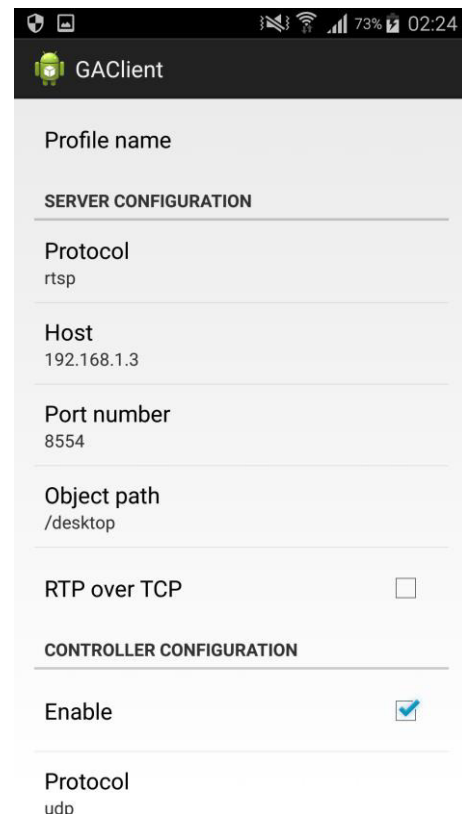 73% 02:24
GAClient
Profile name
SERVER CONFIGURATION
Protocol
rtsp
Host
192.168.1.3
Port number
8554
Object path
/desktop
RTP over TCP
CONTROLLER CONFIGURATION
Enable
Protocol
udp